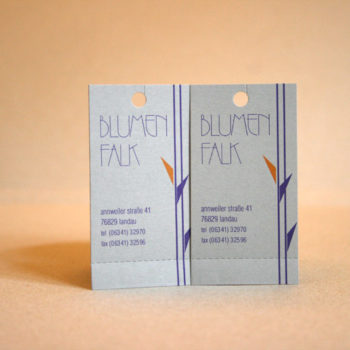 BLUMEN
FALK
annweiler straße 41
76829 landau
tel (06341) 32970
fax (06341) 32596
BLUMEN
FALK
annweiler straße 41
76829 landau
tel (06341) 32970
fax (06341) 32596